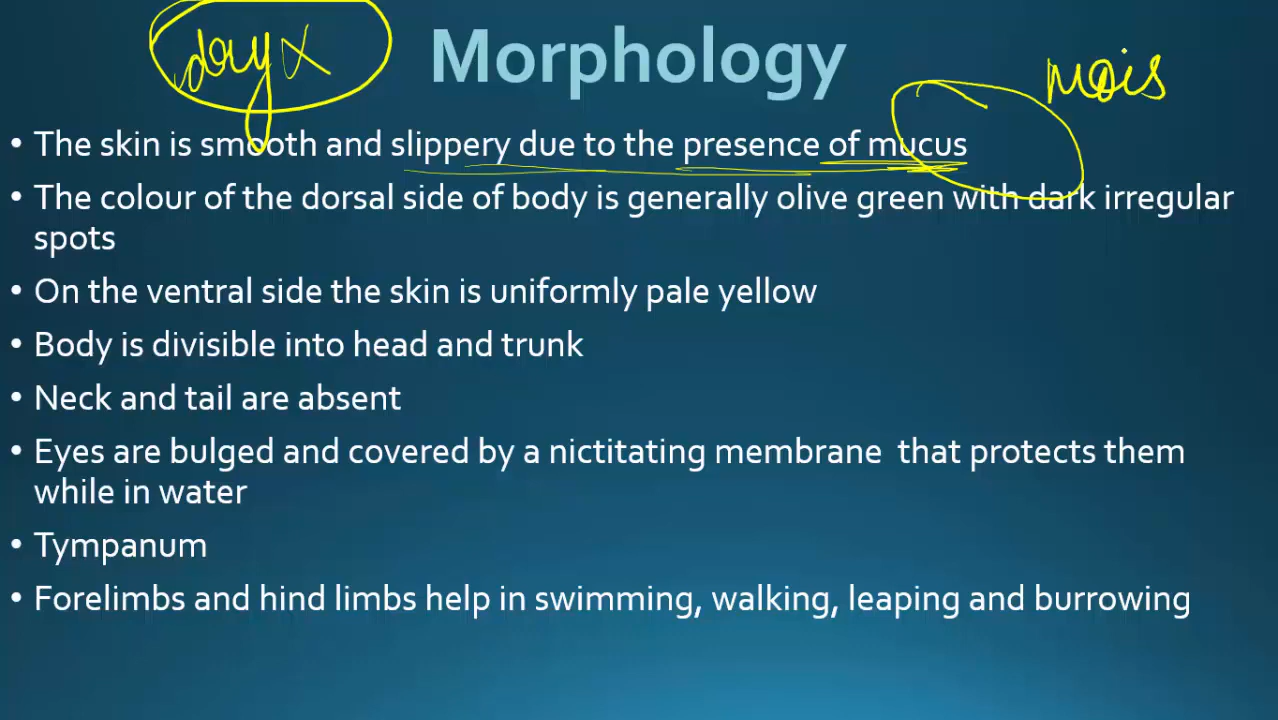 dry X
Morphology
mois
• The skin is smooth and slippery due to the presence of mucus
• The colour of the dorsal side of body is generally olive green with dark irregular
spots
• On the ventral side the skin is uniformly pale yellow
• Body is divisible into head and trunk
• Neck and tail are absent
• Eyes are bulged and covered by a nictitating membrane that protects them
while in water
• Tympanum
• Forelimbs and hind limbs help in swimming, walking, leaping and burrowing